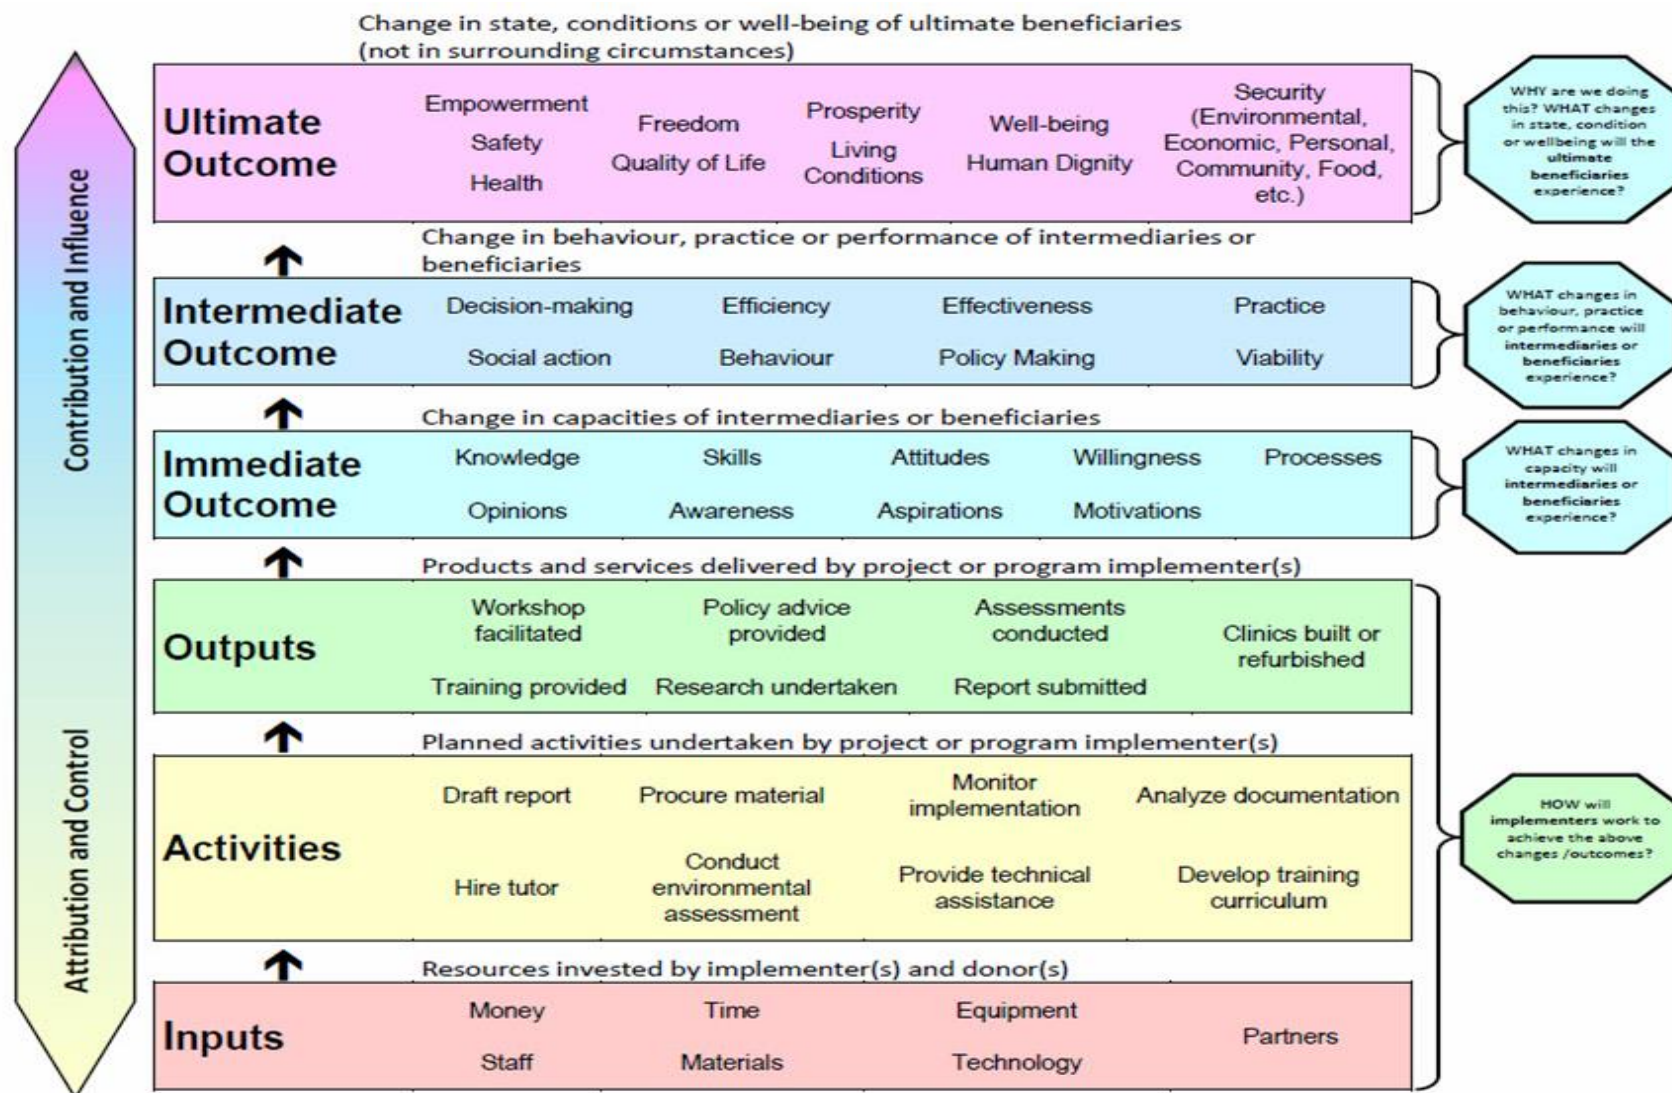 Change in state, conditions or well-being of ultimate beneficiaries
(not in surrounding circumstances)
Ultimate
Outcome
Empowerment
Safety
Health
Freedom
Quality of Life
Prosperity
Living
Conditions
Well-being
Human Dignity
Security
(Environmental,
Economic, Personal,
Community, Food,
etc.)
WHY are we doing
this? WHAT changes
in state, condition
or wellbeing will the
ultimate
beneficiaries
experience?
Change in behaviour, practice or performance of intermediaries or
beneficiaries
Intermediate
Outcome
Decision-making
Efficiency
Effectiveness
Practice
Social action
Behaviour
Policy Making
Viability
WHAT changes in
behaviour, practice
or performance will
intermediaries or
beneficiaries
experience?
Change in capacities of intermediaries or beneficiaries
Immediate
Outcome
Knowledge
Skills
Attitudes
Willingness
Processes
Opinions
Awareness
Aspirations
Motivations
WHAT changes in
capacity will
intermediaries or
beneficiaries
experience?
Products and services delivered by project or program implementer(s)
Outputs
Workshop
facilitated
Policy advice
provided
Assessments
conducted
Clinics built or
refurbished
Training provided
Research undertaken
Report submitted
Planned activities undertaken by project or program implementer(s)
Activities
Draft report
Procure material
Monitor
implementation
Analyze documentation
Hire tutor
Conduct
environmental
assessment
Provide technical
assistance
Develop training
curriculum
HOW will
implementers work to
achieve the above
changes /outcomes?
Resources invested by implementer(s) and donor(s)
Inputs
Money
Time
Equipment
Partners
Staff
Materials
Technology
Contribution and Influence
Attribution and Control